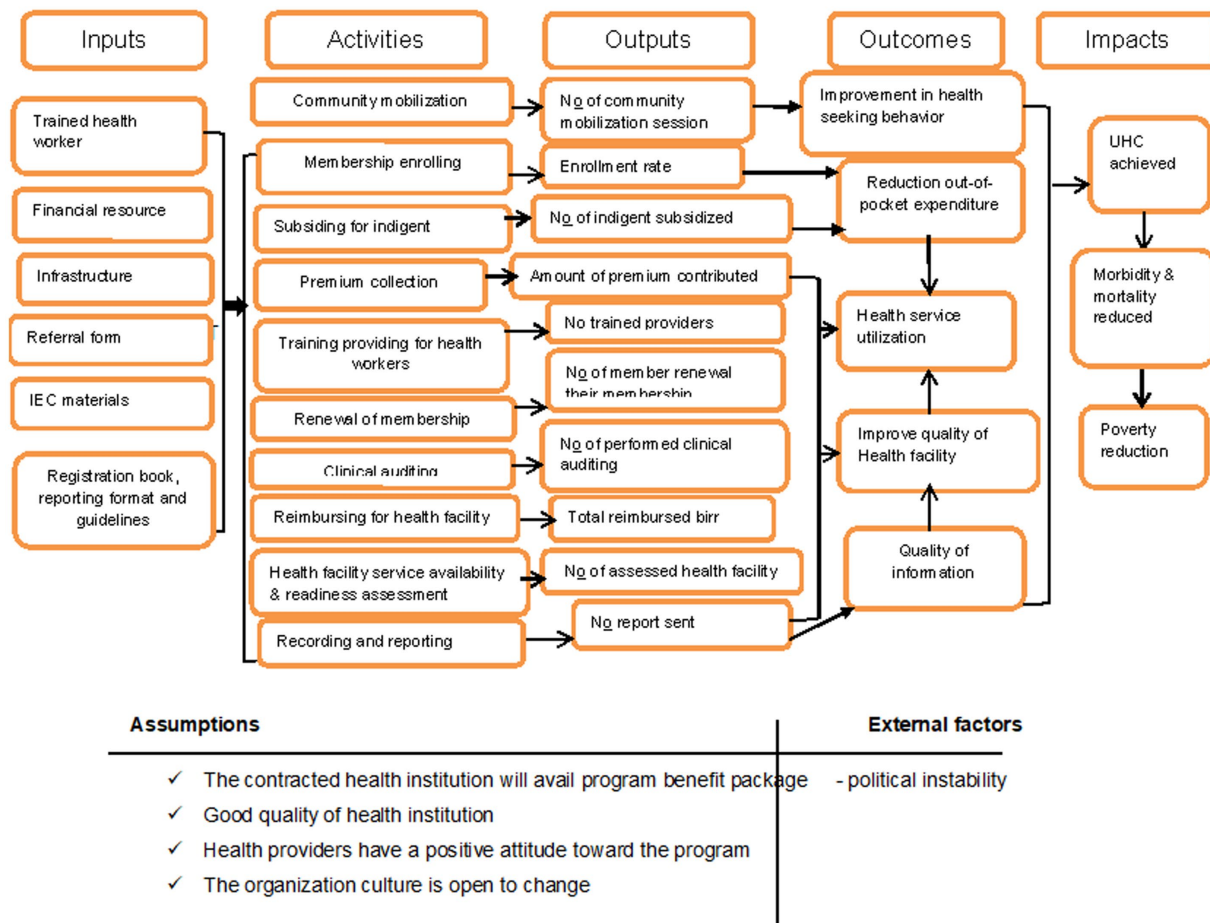 Inputs
Activities
Outputs
Outcomes
Impacts
Trained health
worker
Financial resource
Infrastructure
Referral form
IEC materials
Registration book,
reporting format and
guidelines
Community mobilization
Membership enrolling
Subsiding for indigent
Premium collection
Training providing for health
workers
Renewal of membership
Clinical auditing
Reimbursing for health facility
Health facility service availability
& readiness assessment
Recording and reporting
No of community
mobilization session
Enrollment rate
No of indigent subsidized
Amount of premium contributed
No trained providers
No of member renewal
their membership
No of performed clinical
auditing
Total reimbursed birr
No of assessed health facility
No report sent
Improvement in health
seeking behavior
Reduction out-of-
pocket expenditure
Health service
utilization
Improve quality of
Health facility
Quality of
information
UHC
achieved
Morbidity &
mortality
reduced
Poverty
reduction
Assumptions
External factors
✓ The contracted health institution will avail program benefit package
- political instability
✓ Good quality of health institution
✓ Health providers have a positive attitude toward the program
✓ The organization culture is open to change